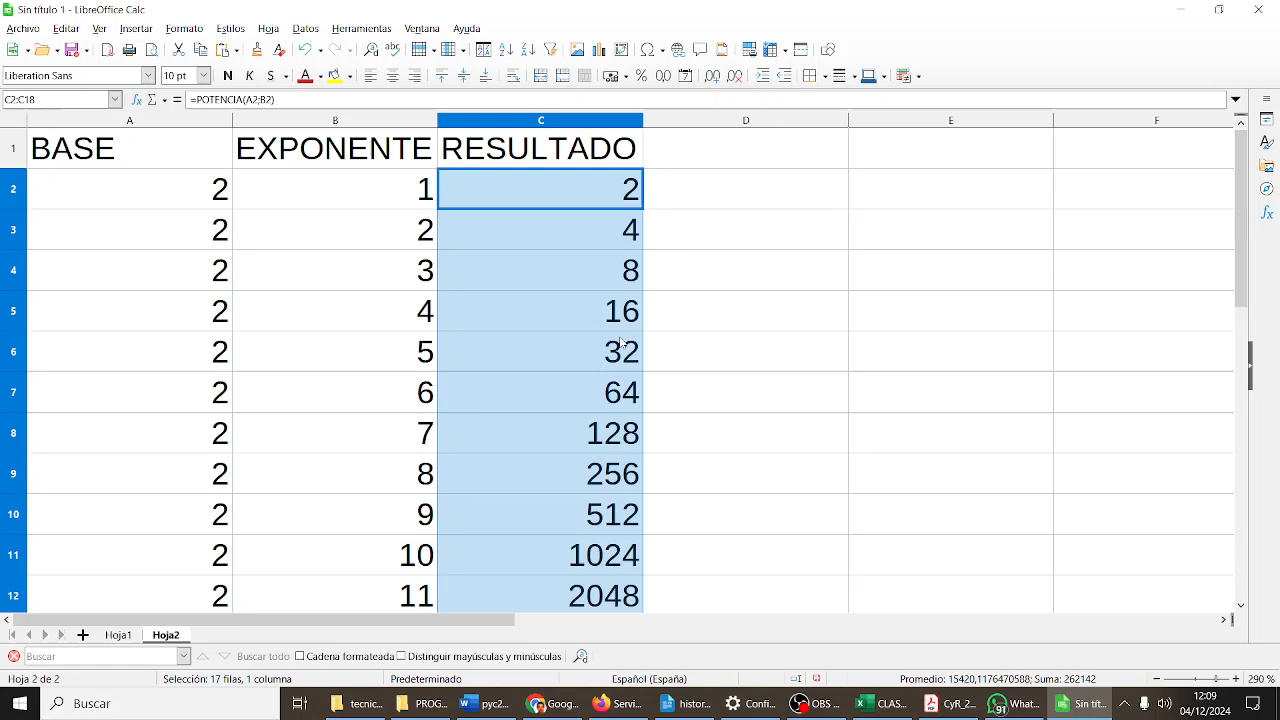 Sin título 1 - LibreOffice Calc
Archivo Editar Ver Insertar Formato Estilos Hoja Datos Herramientas Ventana Ayuda
Liberation Sans 10 pt N K S
C2:C18 =POTENCIA(A2;B2)
A B C D E F
1 BASE EXPONENTE RESULTADO
2 2 1 2
3 2 2 4
4 2 3 8
5 2 4 16
6 2 5 32
7 2 6 64
8 2 7 128
9 2 8 256
10 2 9 512
11 2 10 1024
12 2 11 2048
Hoja1 Hoja2
Buscar Buscar todo Cadena formateada Distinguir mayúsculas y minúsculas
Hoja 2 de 2 Selección: 17 filas, 1 columna Predeterminado Español (España) Promedio: 15420,1176470588; Suma: 262142 290 %
Buscar Temic... PROG... pyc2... Prog... Servi... histor... Confi... OBS ... CLAS... CyR_2... Whats... 91 Sin tít... 12:09
04/12/2024